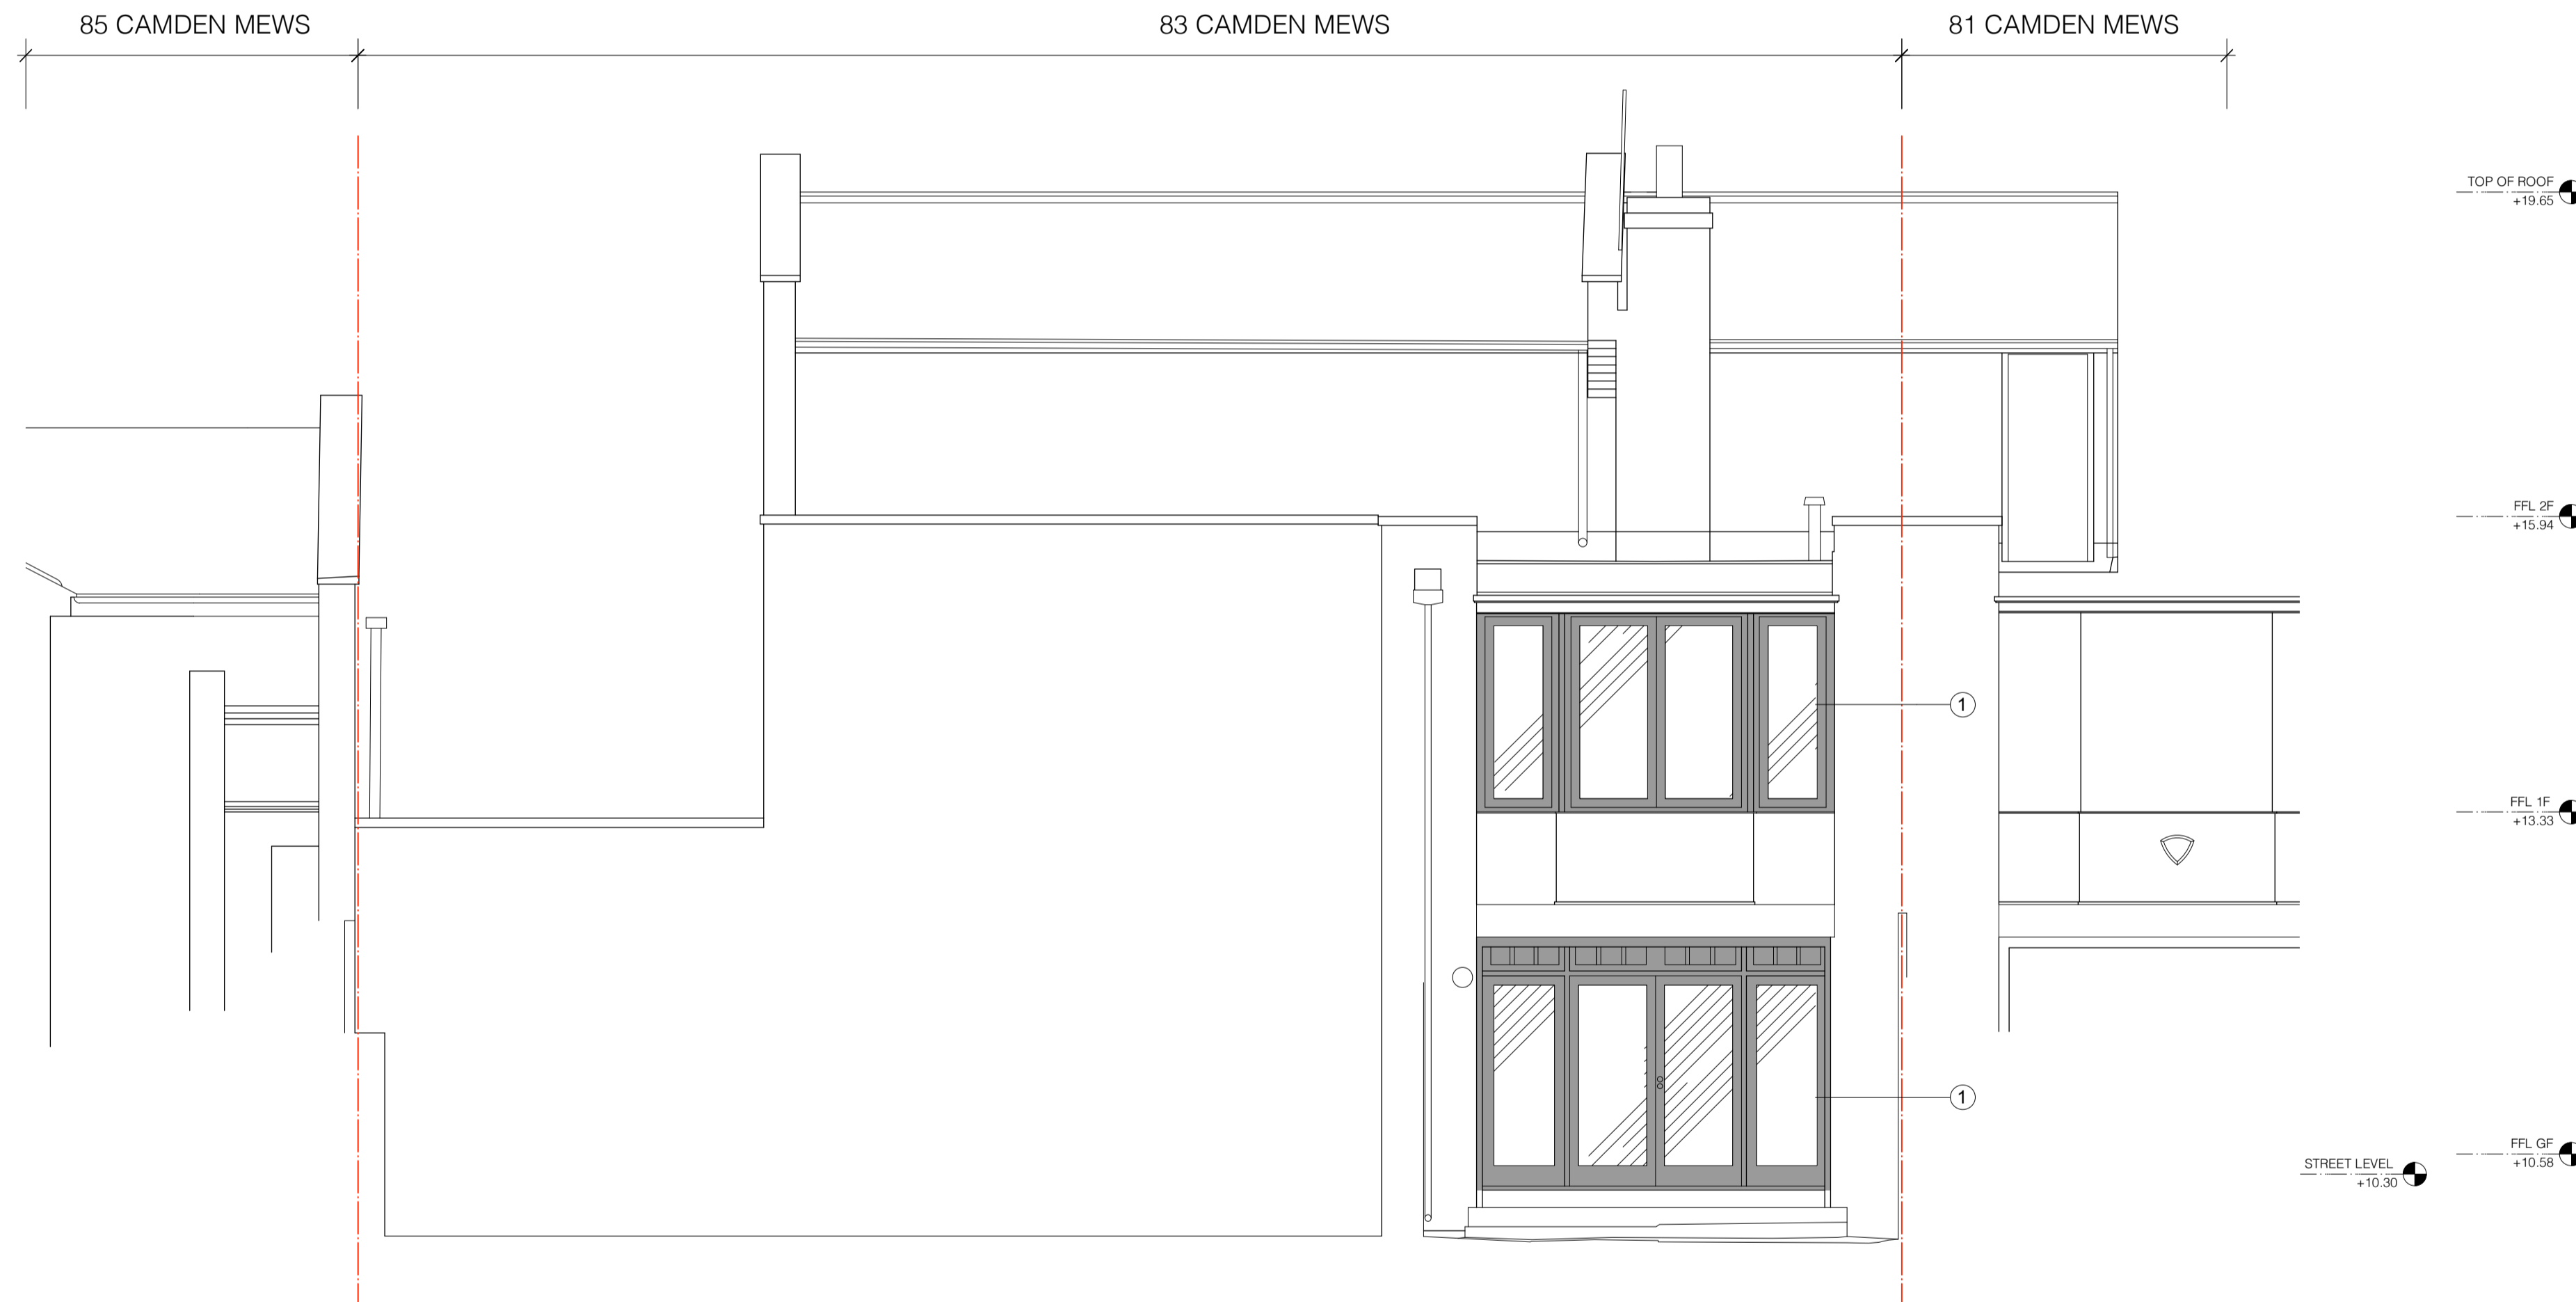 85 CAMDEN MEWS
83 CAMDEN MEWS
81 CAMDEN MEWS
TOP OF ROOF
+19.65
FFL 2F
+15.94
1
FFL 1F
+13.33
1
FFL GF
+10.58
STREET LEVEL
+10.30